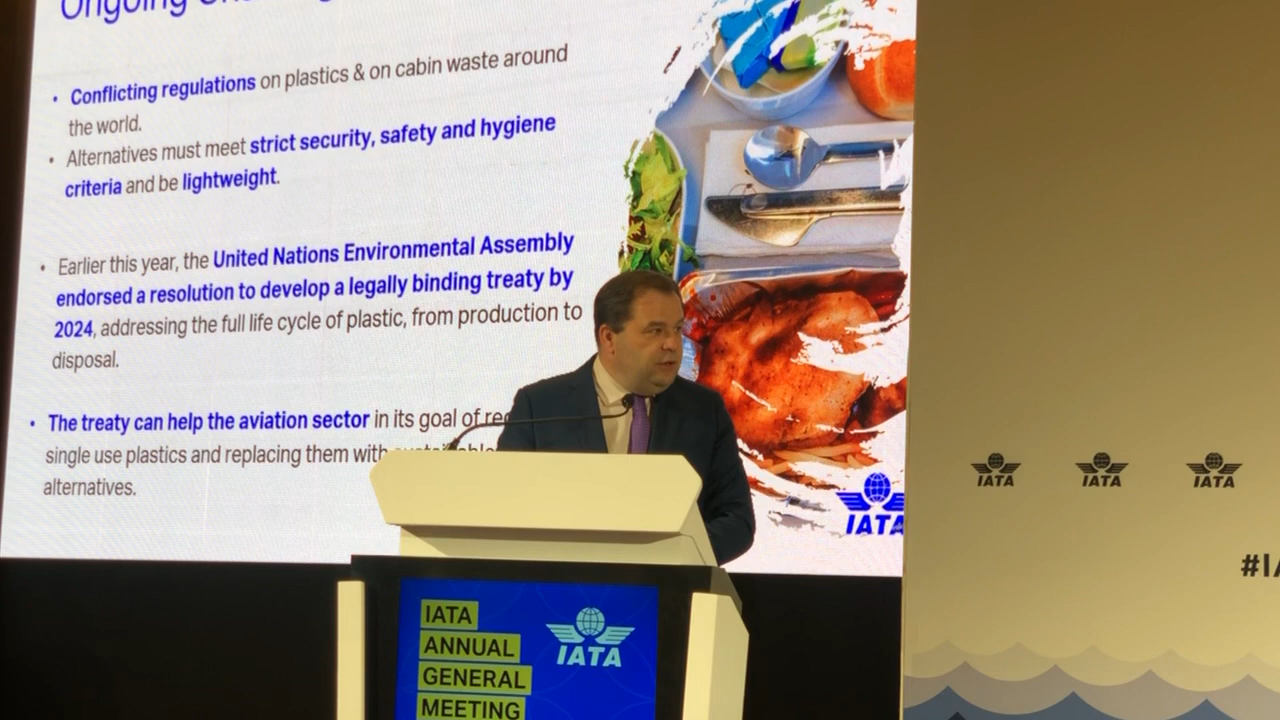 Ongoing
• Conflicting regulations on plastics & on cabin waste around
the world.
• Alternatives must meet strict security, safety and hygiene
criteria and be lightweight.
• Earlier this year, the United Nations Environmental Assembly
endorsed a resolution to develop a legally binding treaty by
2024, addressing the full life cycle of plastic, from production to
disposal.
• The treaty can help the aviation sector in its goal of
single use plastics and replacing them with
alternatives.
IATA
IATA
ANNUAL
GENERAL
MEETING
IATA
IATA
IATA
IATA